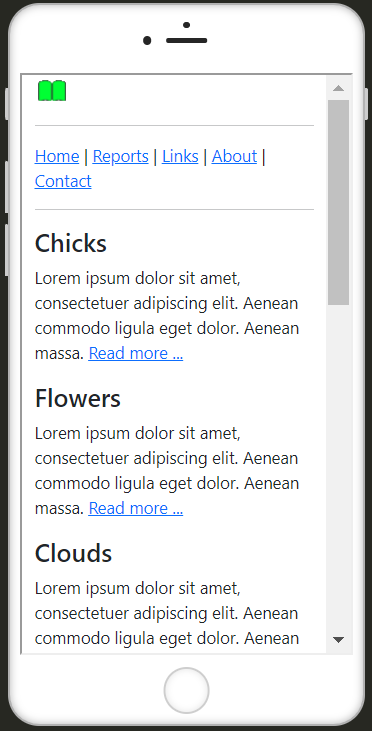 Home | Reports | Links | About |
Contact
Chicks
Lorem ipsum dolor sit amet,
consectetuer adipiscing elit. Aenean
commodo ligula eget dolor. Aenean
massa. Read more ...
Flowers
Lorem ipsum dolor sit amet,
consectetuer adipiscing elit. Aenean
commodo ligula eget dolor. Aenean
massa. Read more ...
Clouds
Lorem ipsum dolor sit amet,
consectetuer adipiscing elit. Aenean
commodo ligula eget dolor. Aenean